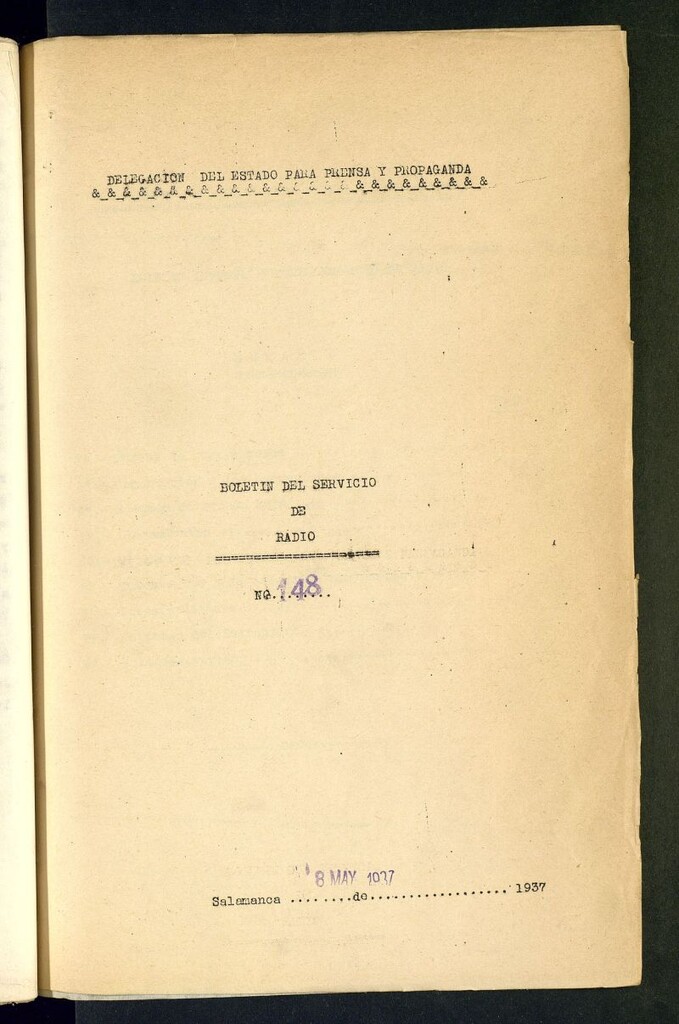 DELEGACION DEL ESTADO PARA PRENSA Y PROPAGANDA
&_&_&_&_&_&_&_&_&_&_&_&_&_&_&_&_&_&_&_&_&_&_&_&_&_&
BOLETIN DEL SERVICIO
DE
RADIO
=====================
Nº.148......
8 MAY 1937
Salamanca ........de.................. 1937